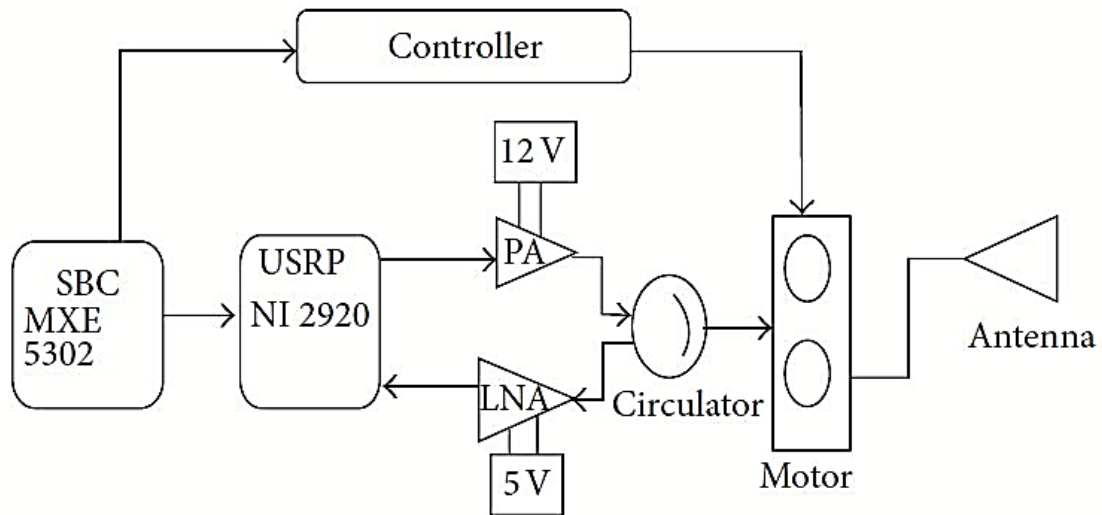 Controller
12 V
PA
SBC
MXE
5302
USRP
NI 2920
LNA
5 V
Circulator
Motor
Antenna